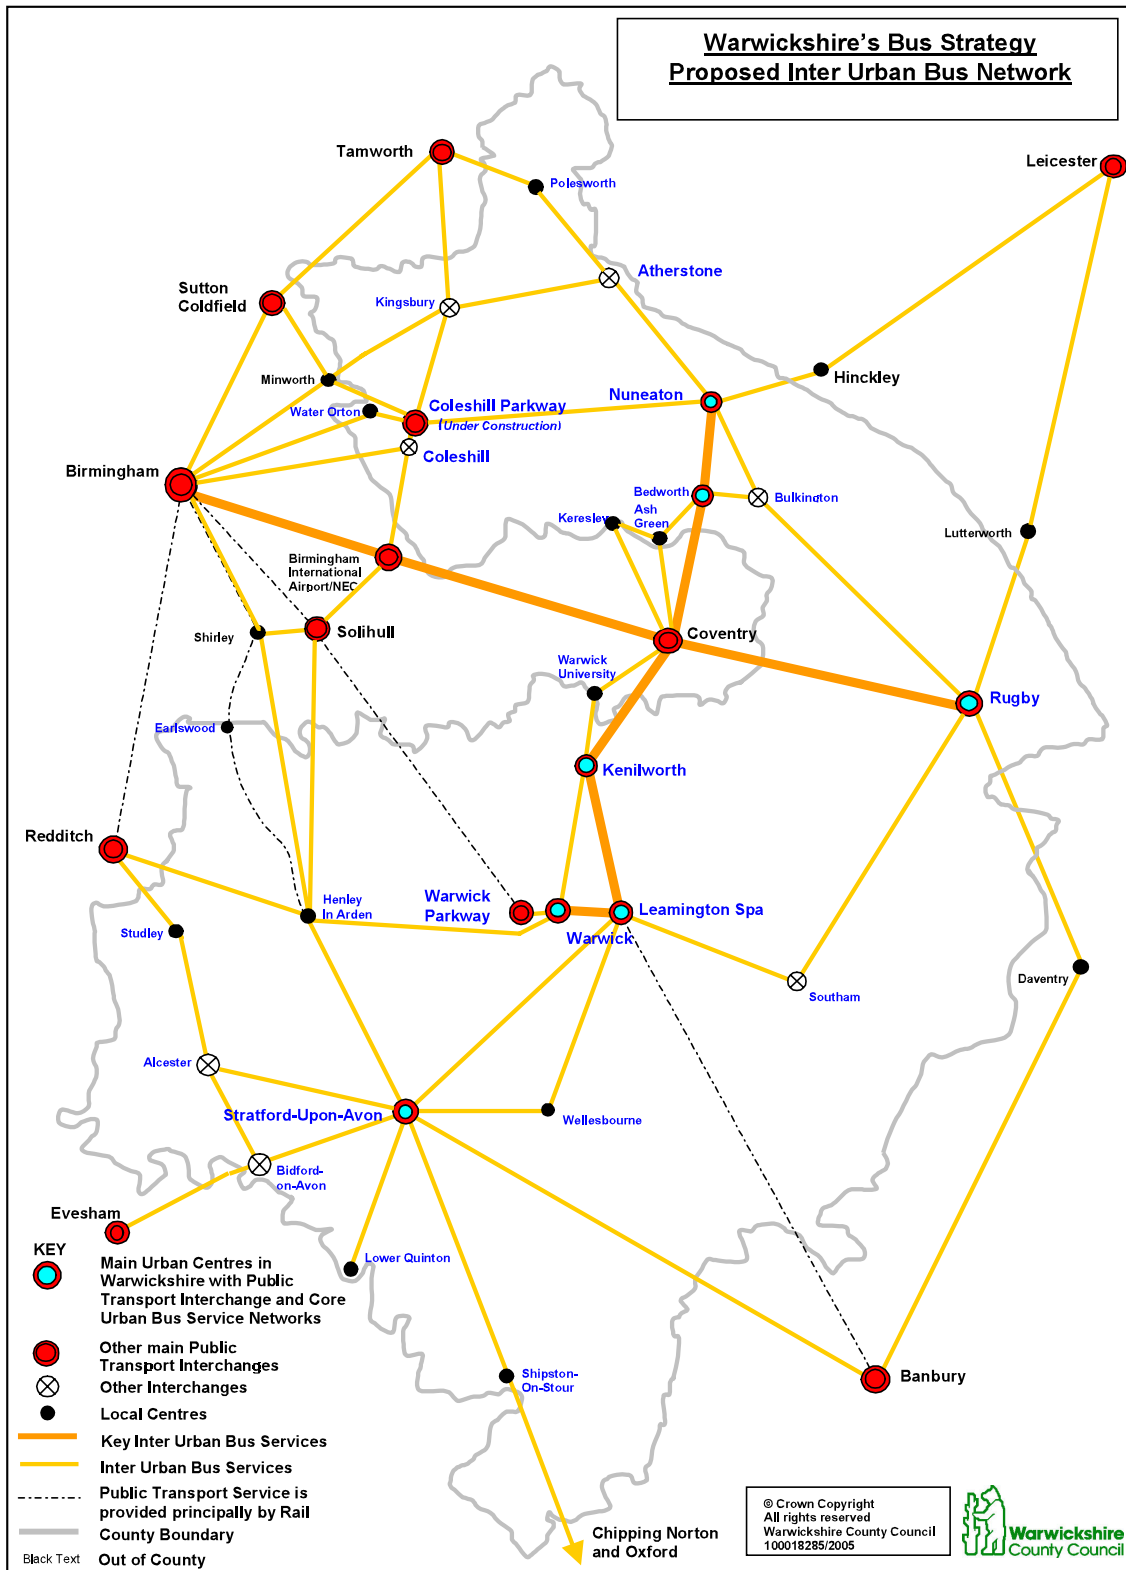 Warwickshire's Bus Strategy
Proposed Inter Urban Bus Network
Tamworth
Leicester
Polesworth
Atherstone
Sutton
Coldfield
Kingsbury
Minworth
Hinckley
Nuneaton
Water Orton
Coleshill Parkway
(Under Construction)
Coleshill
Birmingham
Bedworth
Bulkington
Keresley
Ash
Green
Lutterworth
Birmingham
International
Airport/NEC
Shirley
Solihull
Coventry
Warwick
University
Rugby
Earlswood
Kenilworth
Redditch
Henley
In Arden
Warwick
Parkway
Leamington Spa
Warwick
Studley
Southam
Daventry
Alcester
Stratford-Upon-Avon
Wellesbourne
Bidford-
on-Avon
Evesham
Lower Quinton
Shipston-
On-Stour
Banbury
Chipping Norton
and Oxford
KEY
Main Urban Centres in
Warwickshire with Public
Transport Interchange and Core
Urban Bus Service Networks
Other main Public
Transport Interchanges
Other Interchanges
Local Centres
Key Inter Urban Bus Services
Inter Urban Bus Services
Public Transport Service is
provided principally by Rail
County Boundary
Black Text Out of County
© Crown Copyright
All rights reserved
Warwickshire County Council
100018285/2005
Warwickshire
County Council